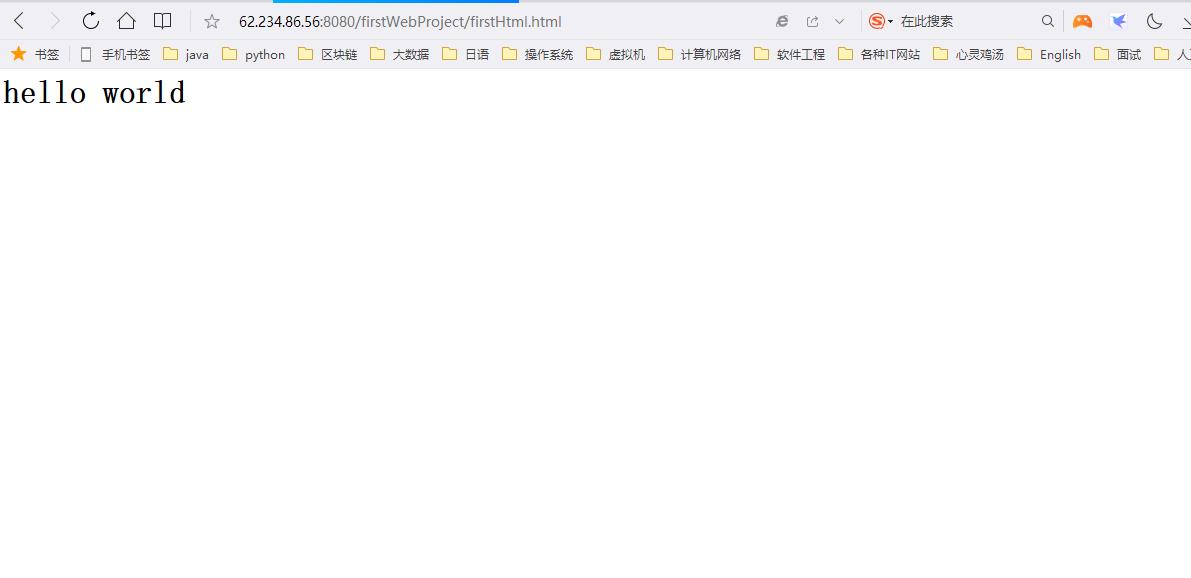 62.234.86.56:8080/firstWebProject/firstHtml.html 在此搜索
书签 手机书签 java python 区块链 大数据 日语 操作系统 虚拟机 计算机网络 软件工程 各种IT网站 心灵鸡汤 English 面试
hello world